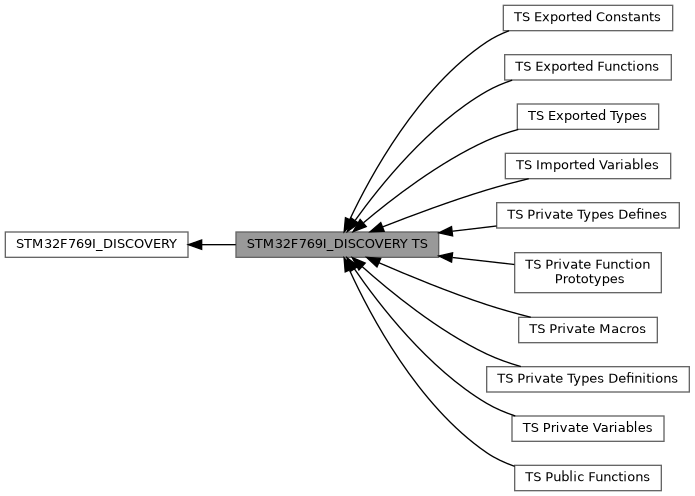 TS Exported Constants
TS Exported Functions
TS Exported Types
TS Imported Variables
TS Private Types Defines
STM32F769I_DISCOVERY
STM32F769I_DISCOVERY TS
TS Private Function
Prototypes
TS Private Macros
TS Private Types Definitions
TS Private Variables
TS Public Functions